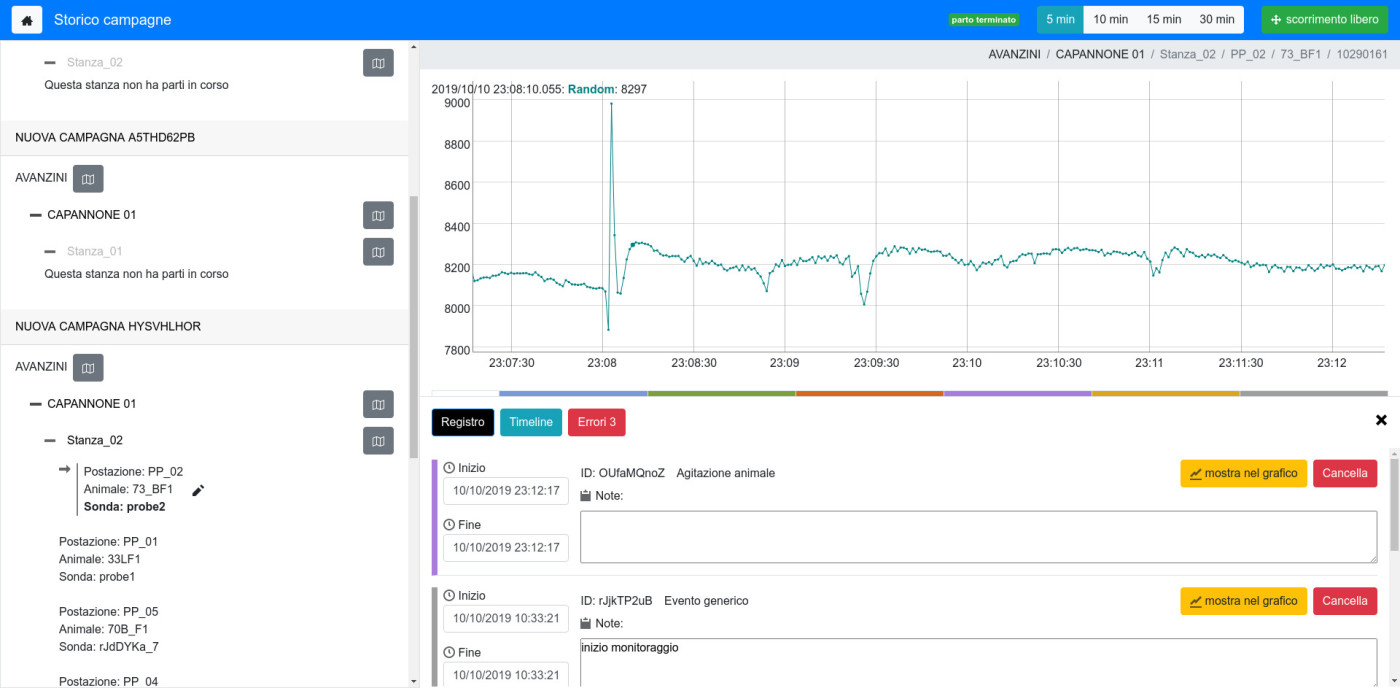 Storico campagne
parto terminato
5 min 10 min 15 min 30 min
scorrimento libero
Stanza_02
Questa stanza non ha parti in corso
NUOVA CAMPAGNA A5THD62PB
AVANZINI
CAPANNONE 01
Stanza_01
Questa stanza non ha parti in corso
NUOVA CAMPAGNA HYSVHLHOR
AVANZINI
CAPANNONE 01
Stanza_02
Postazione: PP_02
Animale: 73_BF1
Sonda: probe2
Postazione: PP_01
Animale: 33LF1
Sonda: probe1
Postazione: PP_05
Animale: 70B_F1
Sonda: rJdDYKa_7
Postazione: PP_04
AVANZINI / CAPANNONE 01 / Stanza_02 / PP_02 / 73_BF1 / 10290161
2019/10/10 23:08:10.055: Random: 8297
9000
8800
8600
8400
8200
8000
7800
23:07:30 23:08 23:08:30 23:09 23:09:30 23:10 23:10:30 23:11 23:11:30 23:12
Registro Timeline Errori 3
Inizio
10/10/2019 23:12:17
Fine
10/10/2019 23:12:17
ID: OUfaMQnoZ Agitazione animale
mostra nel grafico Cancella
Note:
Inizio
10/10/2019 10:33:21
Fine
10/10/2019 10:33:21
ID: rJjkTP2uB Evento generico
mostra nel grafico Cancella
Note:
inizio monitoraggio